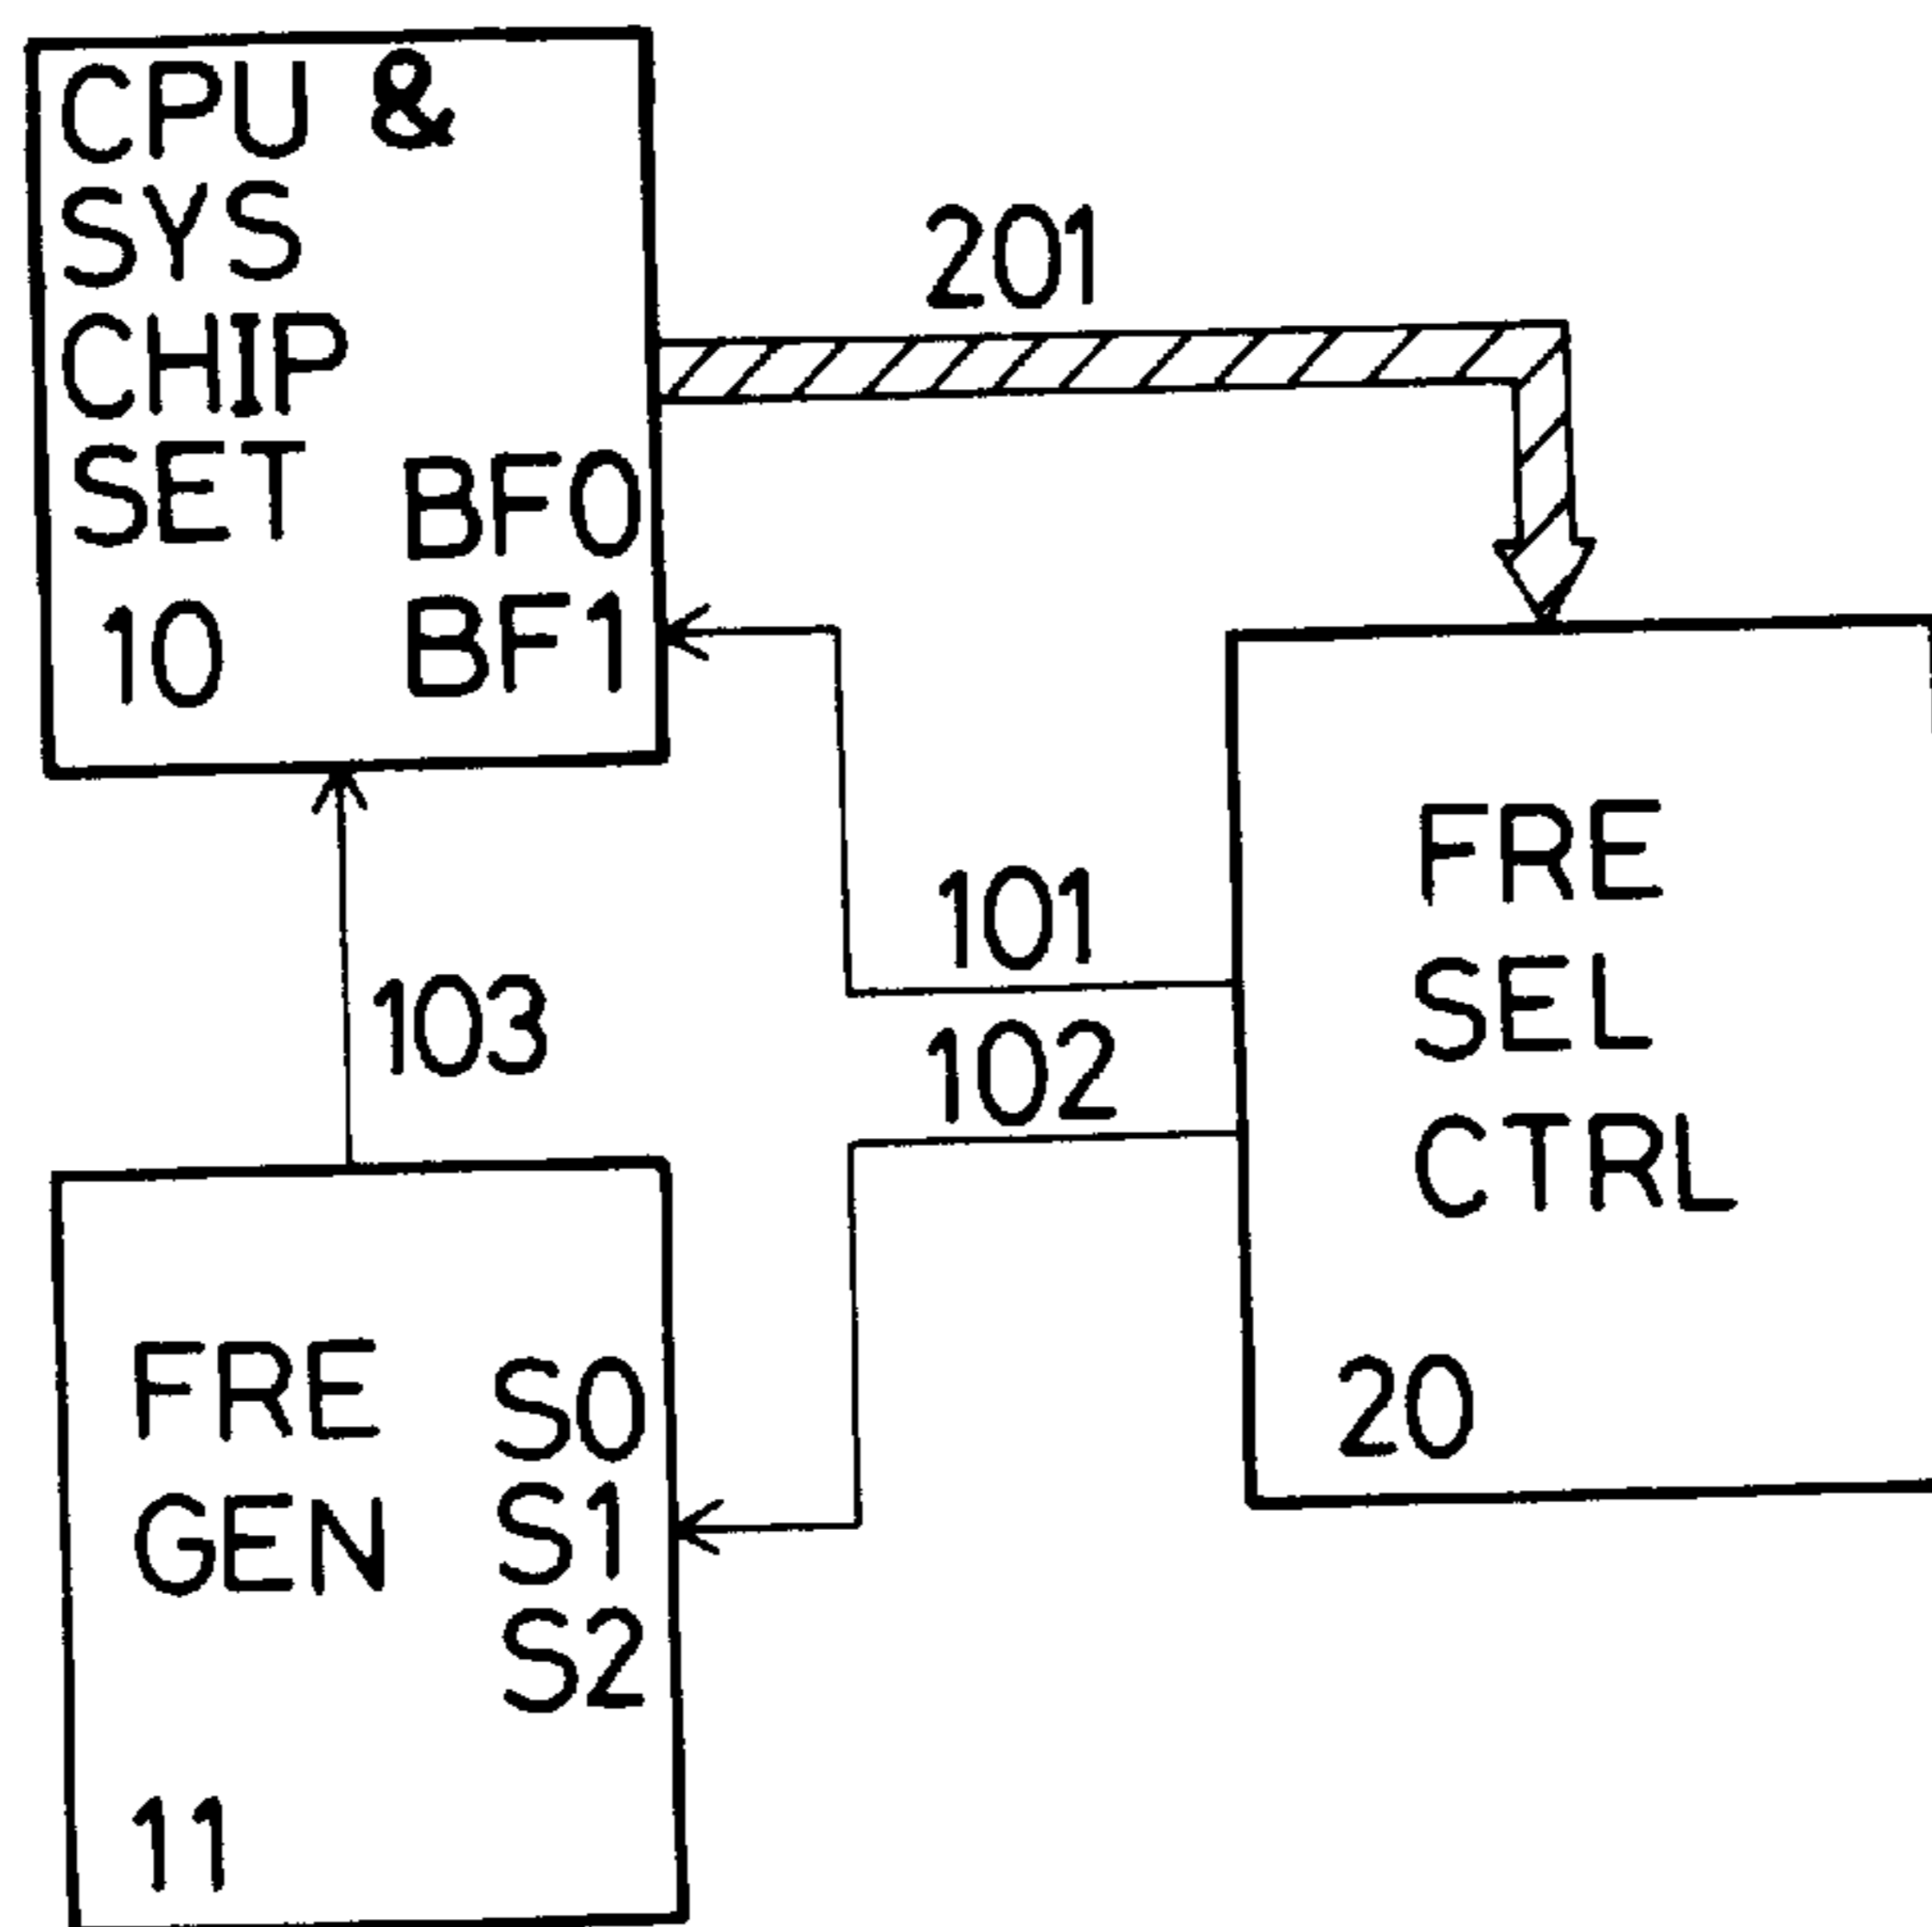 CPU &
SYS
CHIP
SET
BF0
10
BF1
201
101
102
103
FRE
SEL
CTRL
20
FRE
GEN
S0
S1
S2
11